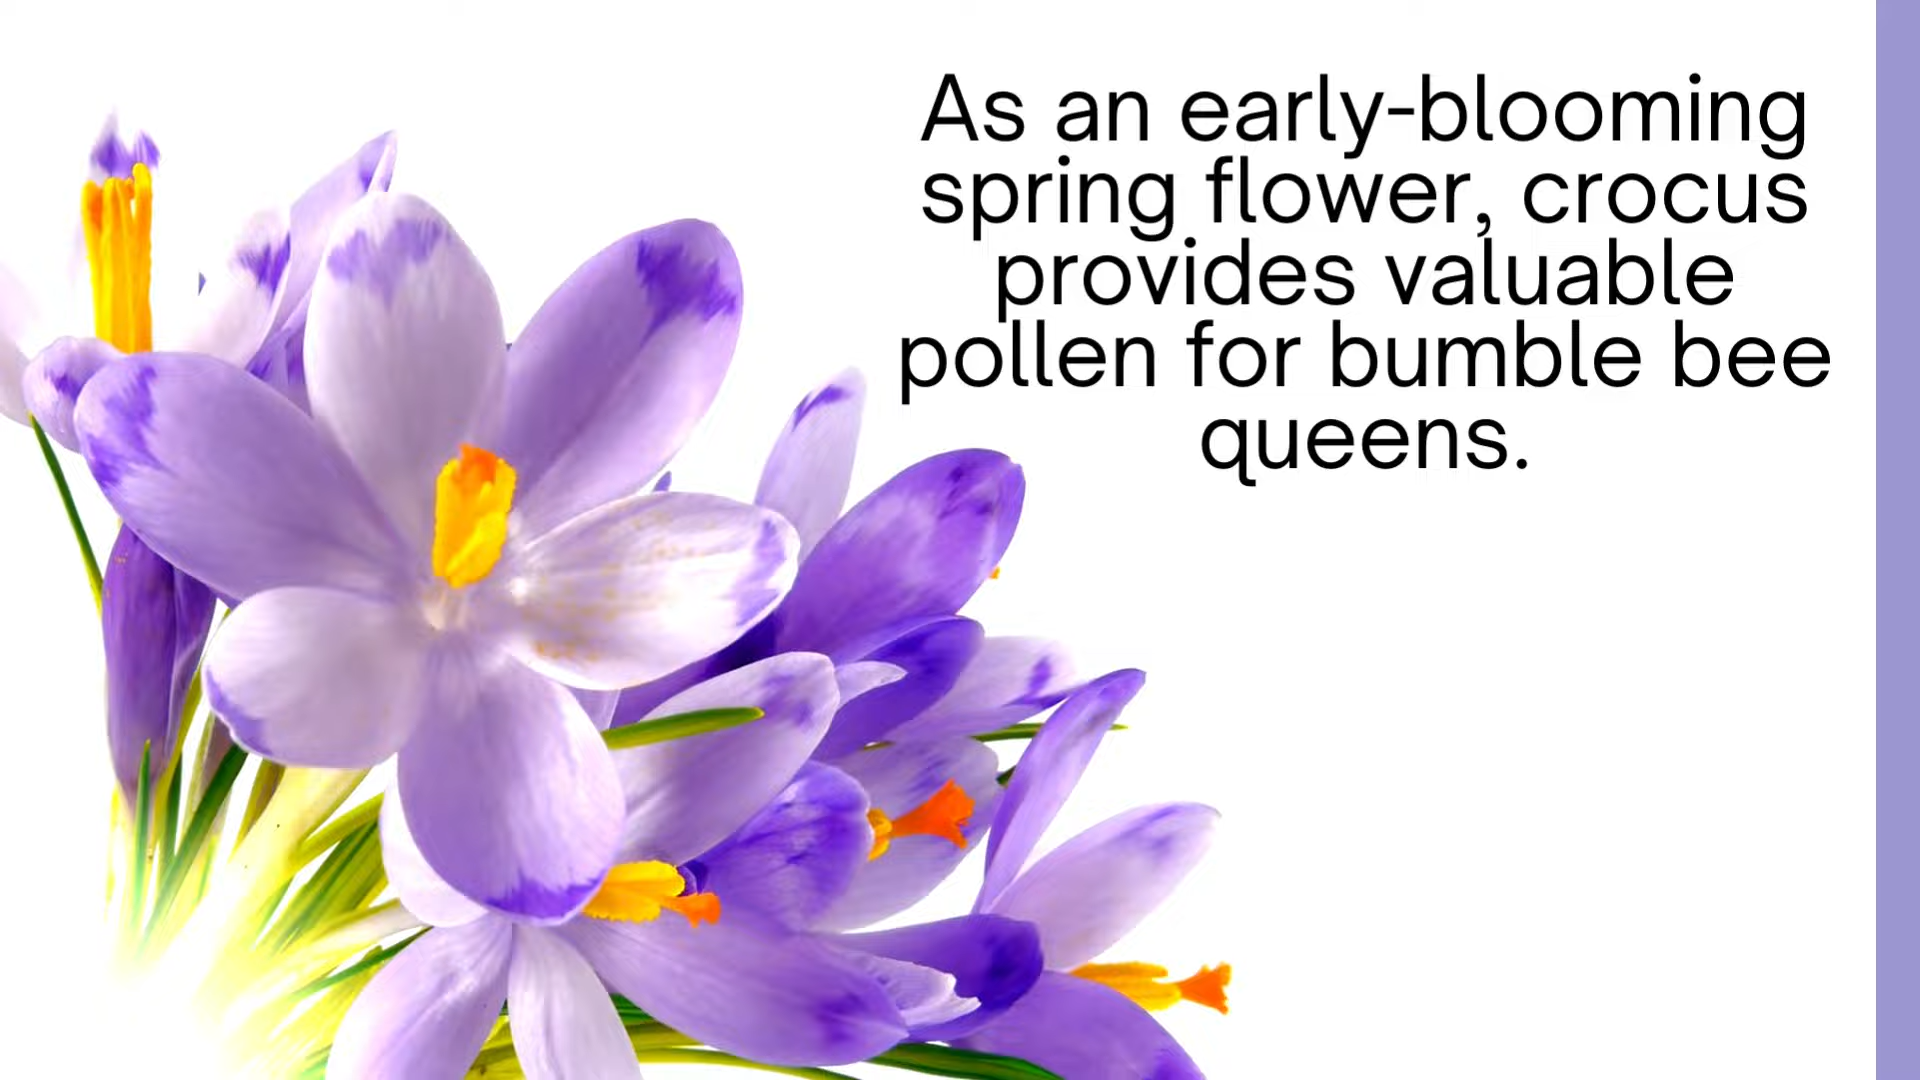 As an early-blooming
spring flower, crocus
provides valuable
pollen for bumble bee
queens.